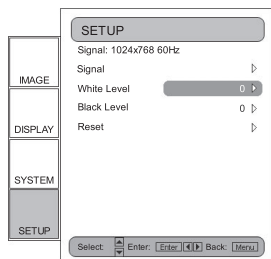 SETUP
Signal: 1024x768 60Hz
Signal
White Level 0
Black Level 0
Reset
IMAGE
DISPLAY
SYSTEM
SETUP
Select: Enter: Enter Back: Menu